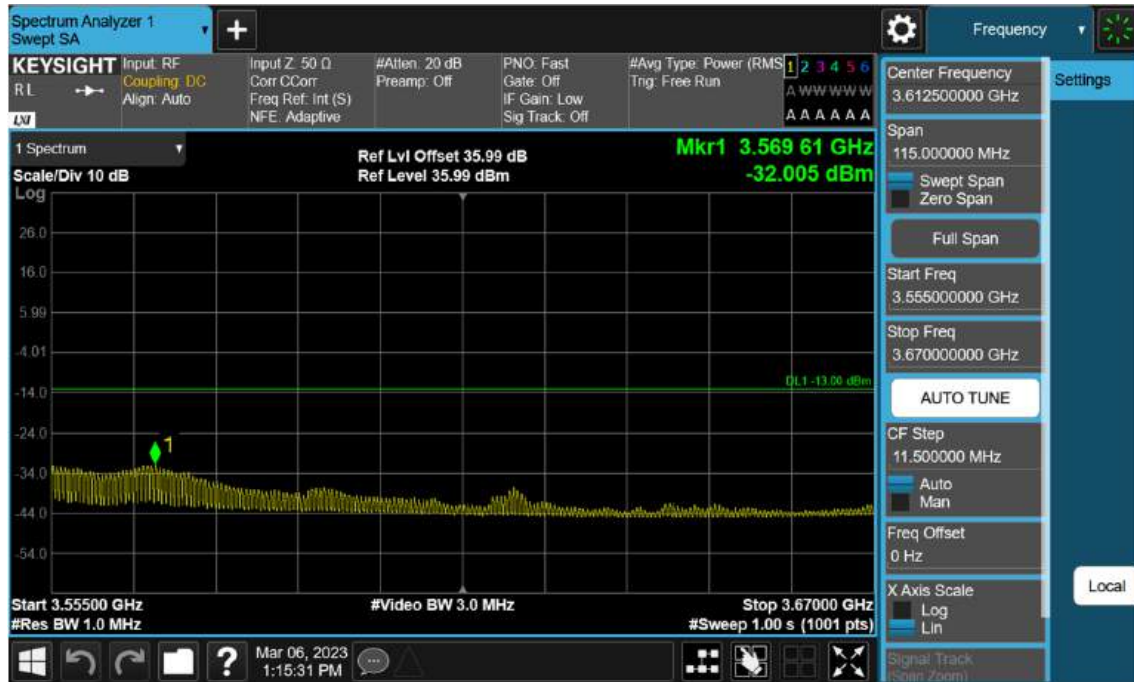 Spectrum Analyzer 1
Swept SA
+
Frequency
KEYSIGHT
R L
LXI
Input: RF
Coupling: DC
Align: Auto
Input Z: 50 Ω
Corr CCorr
Freq Ref: Int (S)
NFE: Adaptive
#Atten: 20 dB
Preamp: Off
PNO: Fast
Gate: Off
IF Gain: Low
Sig Track: Off
#Avg Type: Power (RMS
Trig: Free Run
1 2 3 4 5 6
A W W W W W
A A A A A A
1 Spectrum
Scale/Div 10 dB
Log
Ref Lvl Offset 35.99 dB
Ref Level 35.99 dBm
Mkr1 3.569 61 GHz
-32.005 dBm
26.0
16.0
5.99
-4.01
-14.0
-24.0
-34.0
-44.0
-54.0
DL1 -13.00 dBm
1
Start 3.55500 GHz
#Res BW 1.0 MHz
#Video BW 3.0 MHz
Stop 3.67000 GHz
#Sweep 1.00 s (1001 pts)
?
Mar 06, 2023
1:15:31 PM
Center Frequency
3.612500000 GHz
Span
115.000000 MHz
Swept Span
Zero Span
Full Span
Start Freq
3.555000000 GHz
Stop Freq
3.670000000 GHz
AUTO TUNE
CF Step
11.500000 MHz
Auto
Man
Freq Offset
0 Hz
X Axis Scale
Log
Lin
Signal Track
(Span Zoom)
Settings
Local